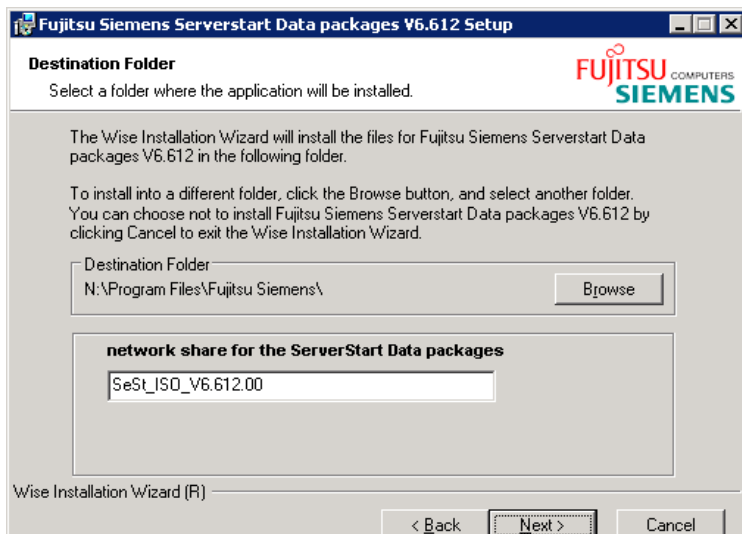 Fujitsu Siemens Serverstart Data packages V6.612 Setup
Destination Folder
Select a folder where the application will be installed.
FUJITSU COMPUTERS
SIEMENS
The Wise Installation Wizard will install the files for Fujitsu Siemens Serverstart Data
packages V6.612 in the following folder.
To install into a different folder, click the Browse button, and select another folder.
You can choose not to install Fujitsu Siemens Serverstart Data packages V6.612 by
clicking Cancel to exit the Wise Installation Wizard.
Destination Folder
N:\Program Files\Fujitsu Siemens\
Browse
network share for the ServerStart Data packages
SeSt_ISO_V6.612.00
Wise Installation Wizard (R)
< Back
Next >
Cancel